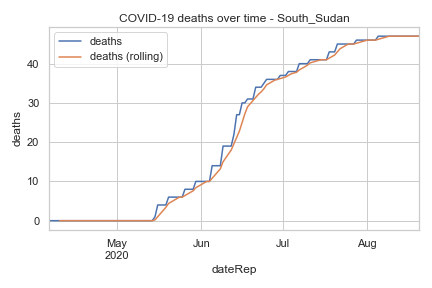 COVID-19 deaths over time - South_Sudan
deaths
deaths (rolling)
deaths
40
30
20
10
0
May Jun Jul Aug
2020
dateRep